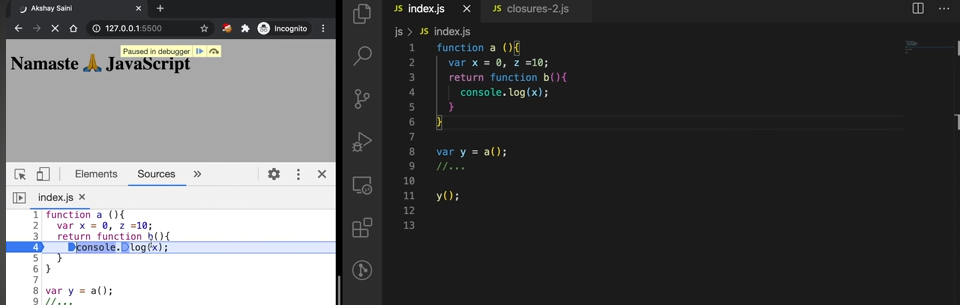 Akshay Saini
127.0.0.1:5500
Incognito
Paused in debugger
Namaste 🙏 JavaScript
Elements Sources »
index.js
1 function a (){
2 var x = 0, z =10;
3 return function b(){
4 console.log(x);
5 }
6 }
7
8 var y = a();
9 //...
JS index.js
JS closures-2.js
js > JS index.js
1 function a (){
2 var x = 0, z =10;
3 return function b(){
4 console.log(x);
5 }
6 }
7
8 var y = a();
9 //...
10
11 y();
12
13